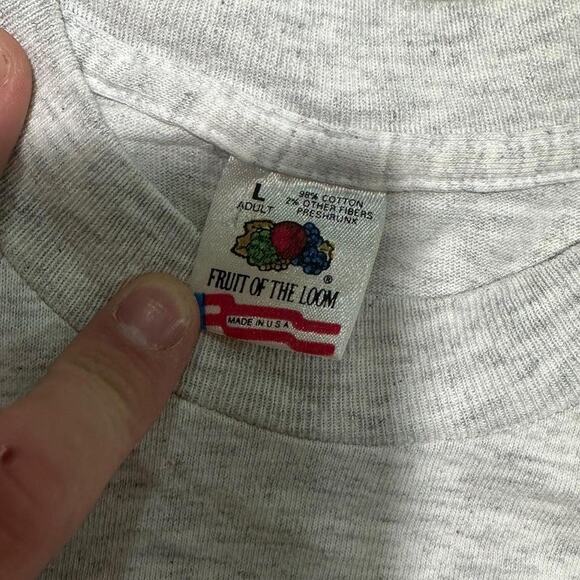 L
ADULT
98% COTTON
2% OTHER FIBERS
PRESHRUNK
®
FRUIT OF THE LOOM
MADE IN U.S.A.